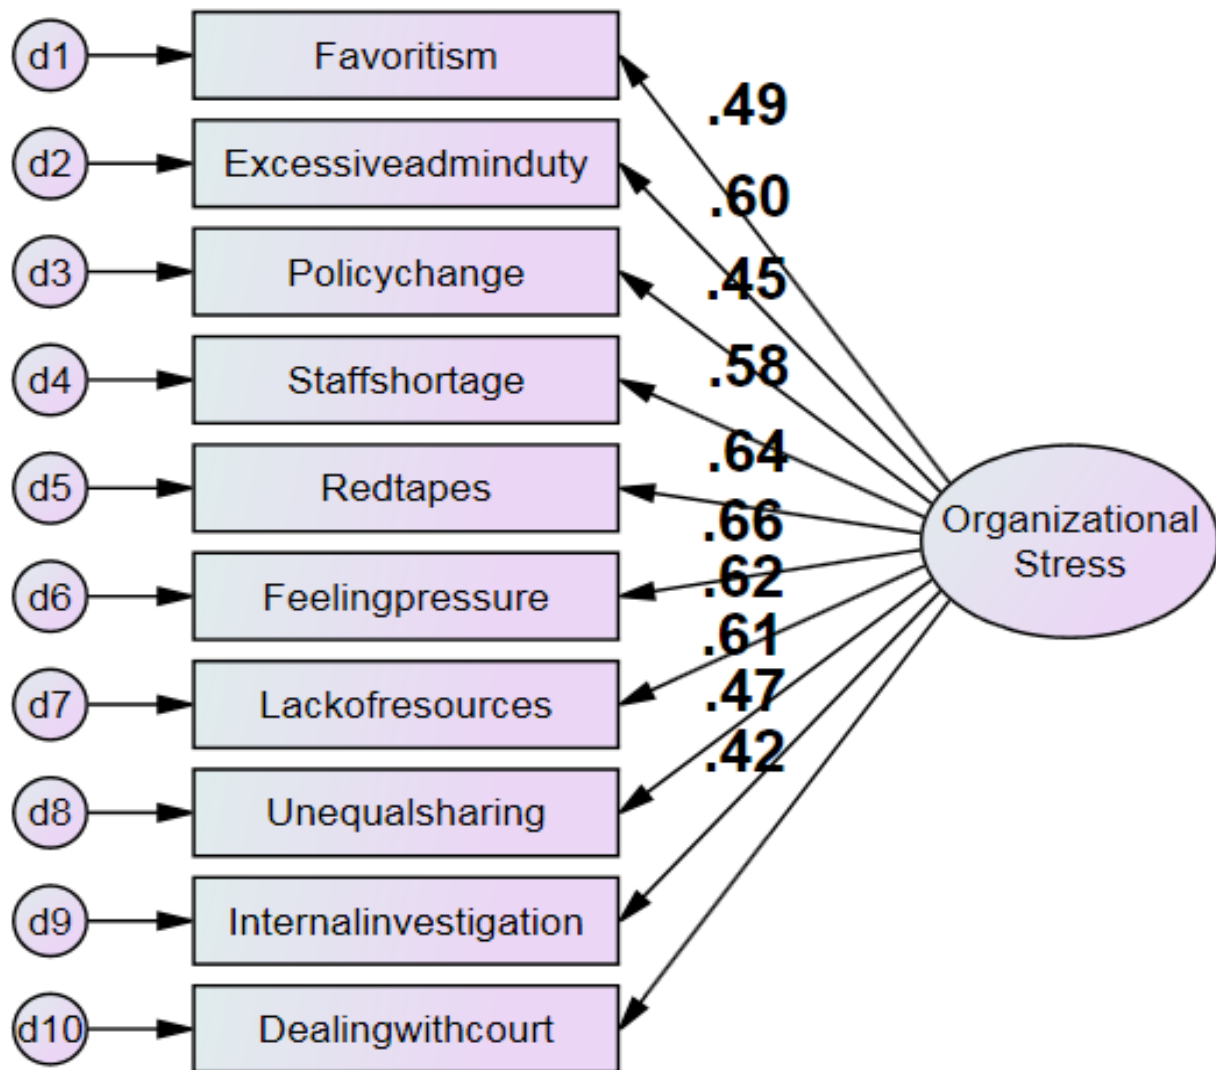 d1
Favoritism
.49
d2
Excessiveadminduty
.60
d3
Policychange
.45
d4
Staffshortage
.58
d5
Redtapes
.64
.66
Organizational
Stress
d6
Feelingpressure
.62
.61
d7
Lackofresources
.47
.42
d8
Unequalsharing
d9
Internalinvestigation
d10
Dealingwithcourt